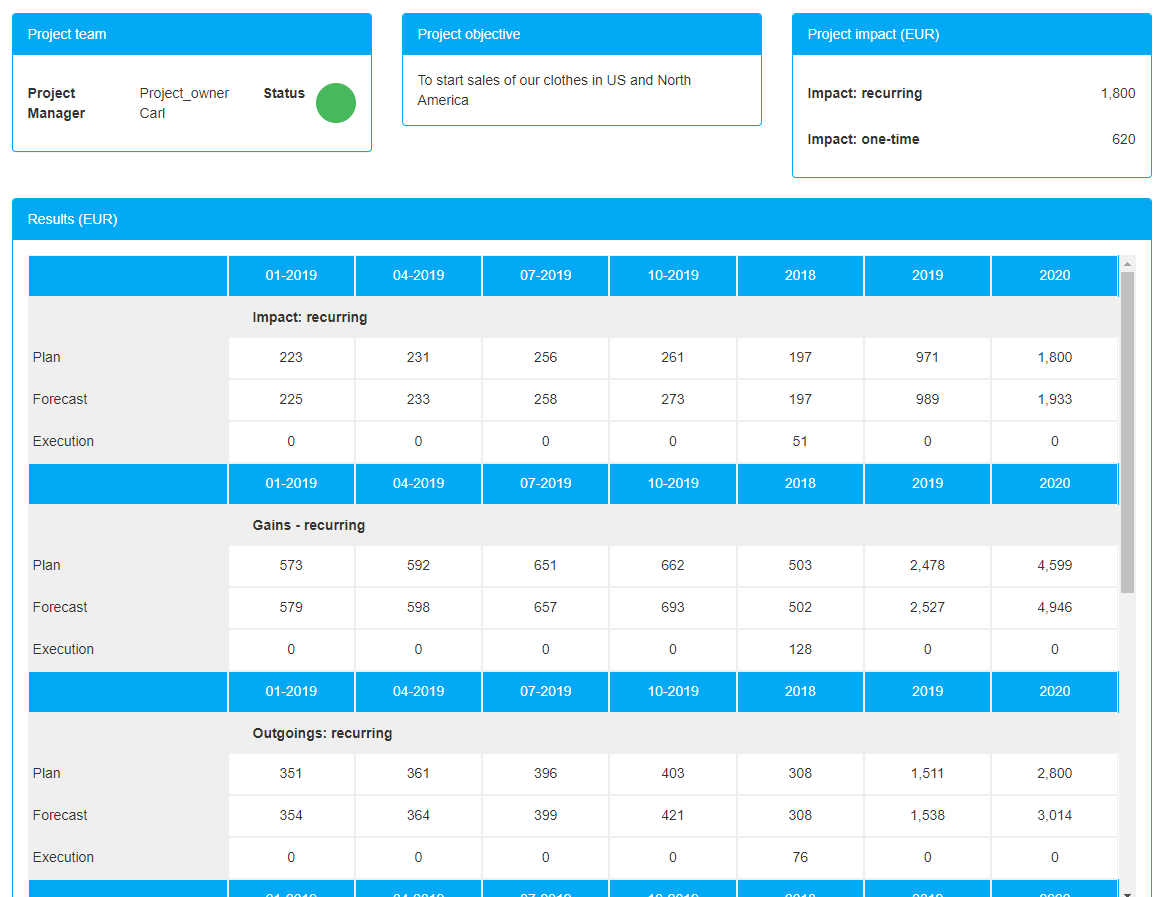 Project team
Project Manager
Project_owner Carl
Status
Project objective
To start sales of our clothes in US and North
America
Project impact (EUR)
Impact: recurring 1,800
Impact: one-time 620
Results (EUR)
01-2019 04-2019 07-2019 10-2019 2018 2019 2020
Impact: recurring
Plan 223 231 256 261 197 971 1,800
Forecast 225 233 258 273 197 989 1,933
Execution 0 0 0 0 51 0 0
01-2019 04-2019 07-2019 10-2019 2018 2019 2020
Gains - recurring
Plan 573 592 651 662 503 2,478 4,599
Forecast 579 598 657 693 502 2,527 4,946
Execution 0 0 0 0 128 0 0
01-2019 04-2019 07-2019 10-2019 2018 2019 2020
Outgoings: recurring
Plan 351 361 396 403 308 1,511 2,800
Forecast 354 364 399 421 308 1,538 3,014
Execution 0 0 0 0 76 0 0